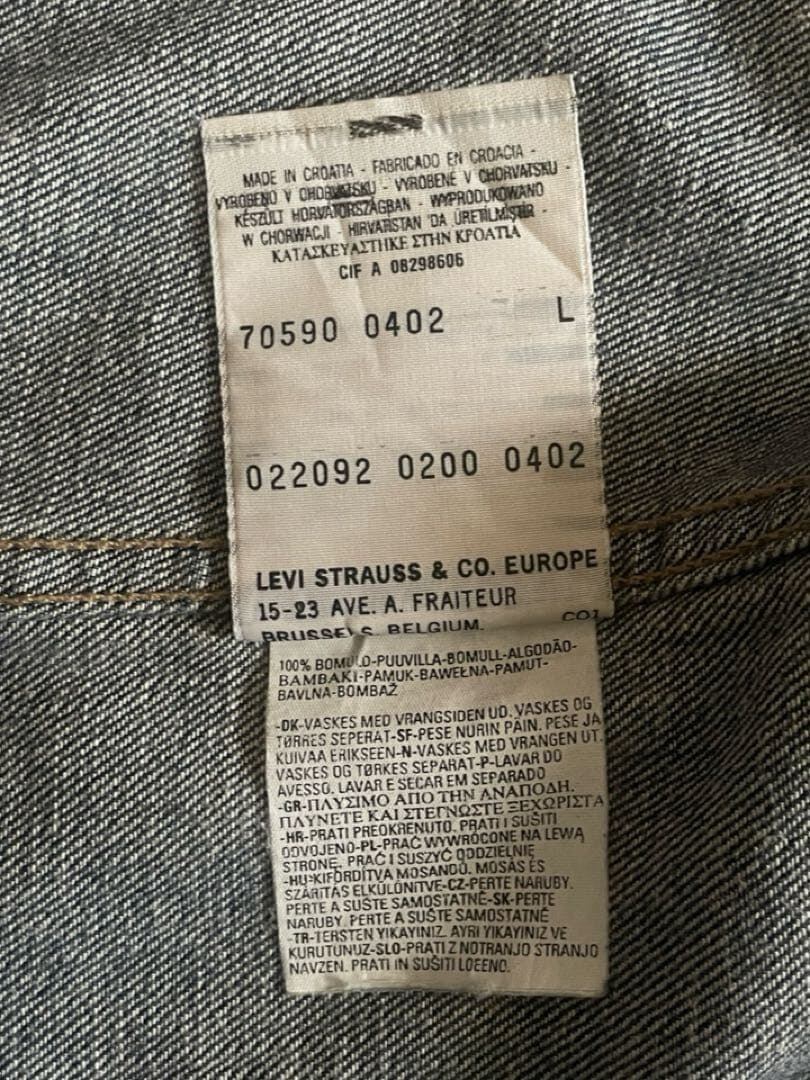 MADE IN CROATIA - FABRICADO EN CROACIA -
VYROBENO V CHORVATSKU - VYROBENE V CHORVATSKU -
KÉSZÜLT HORVÁTORSZÁGBAN - WYPRODUKOWANO
W CHORWACJI - HIRVATISTAN 'DA ÜRETILMIŞTIR -
ΚΑΤΑΣΚΕΥΑΣΤΗΚΕ ΣΤΗΝ ΚΡΟΑΤΙΑ
CIF A 08298606
70590 0402 L
022092 0200 0402
LEVI STRAUSS & CO. EUROPE
15-23 AVE. A. FRAITEUR
BRUSSELS BELGIUM. CO1
100% BOMULD-PUUVILLA-BOMULL-ALGODÃO-
BAMBAKI-PAMUK-BAWEŁNA-PAMUT-
BAVLNA-BOMBAŽ
-DK-VASKES MED VRANGSIDEN UD. VASKES OG
TØRRES SEPERAT-SF-PESE NURIN PÄIN. PESE JA
KUIVAA ERIKSEEN-N-VASKES MED VRANGEN UT.
VASKES OG TØRKES SEPARAT-P-LAVAR DO
AVESSO. LAVAR E SECAR EM SEPARADO
-GR-ΠΛΥΣΙΜΟ ΑΠΟ ΤΗΝ ΑΝΑΠΟΔΗ.
ΠΛΥΝΕΤΕ ΚΑΙ ΣΤΕΓΝΩΣΤΕ ΞΕΧΩΡΙΣΤΑ
-HR-PRATI PREOKRENUTO. PRATI I SUŠITI
ODVOJENO-PL-PRAĆ WYWRÓCONE NA LEWĄ
STRONĘ. PRAĆ I SUSZYĆ ODDZIELNIE
-HU-KIFORDÍTVA MOSANDÓ. MOSÁS ÉS
SZÁRÍTÁS ELKÜLÖNÍTVE-CZ-PERTE NARUBY.
PERTE A SUŠTE SAMOSTATNĚ-SK-PERTE
NARUBY. PERTE A SUŠTE SAMOSTATNĚ
-TR-TERSTEN YIKAYINIZ. AYRI YIKAYINIZ VE
KURUTUNUZ-SLO-PRATI Z NOTRANJO STRANJO
NAVZEN. PRATI IN SUŠITI LOČENO.